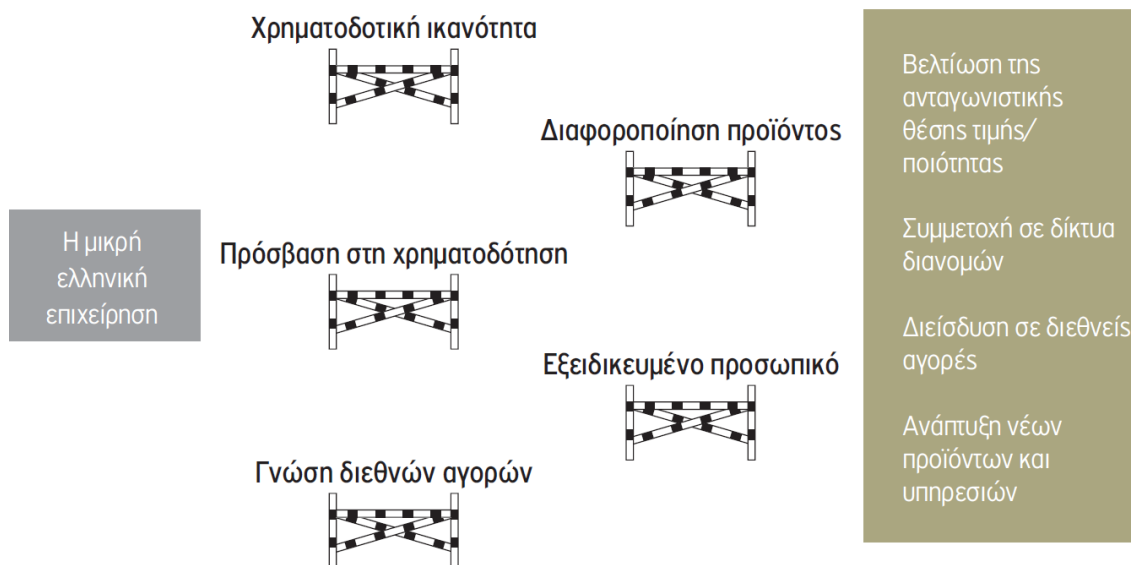 Χρηματοδοτική ικανότητα
Διαφοροποίηση προϊόντος
Η μικρή
ελληνική
επιχείρηση
Πρόσβαση στη χρηματοδότηση
Εξειδικευμένο προσωπικό
Γνώση διεθνών αγορών
Βελτίωση της
ανταγωνιστικής
θέσης τιμής/
ποιότητας
Συμμετοχή σε δίκτυα
διανομών
Διείσδυση σε διεθνείς
αγορές
Ανάπτυξη νέων
προϊόντων και
υπηρεσιών